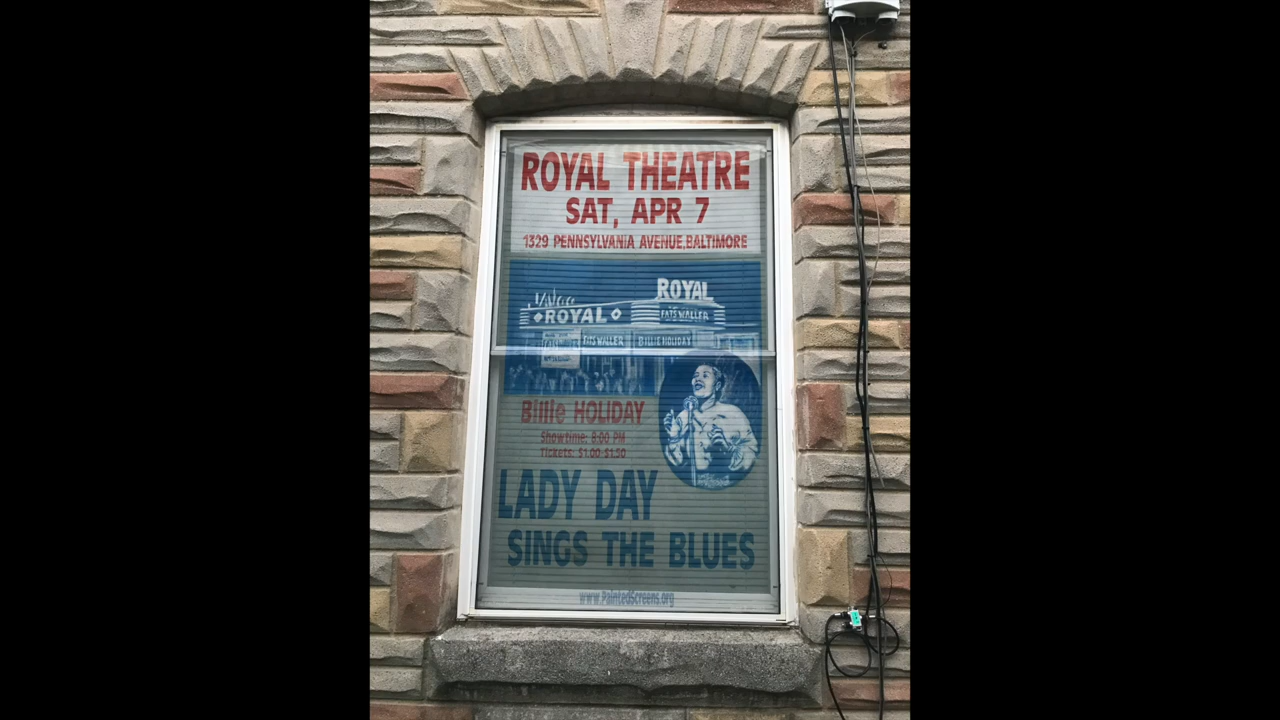 ROYAL THEATRE
SAT, APR 7
1329 PENNSYLVANIA AVENUE, BALTIMORE
ROYAL
◆ROYAL◇
FATS WALLER
FATS WALLER
BILLIE HOLIDAY
Billie HOLIDAY
Showtime: 8:00 PM
Tickets: $1.00-$1.50
LADY DAY
SINGS THE BLUES
www.PaintedScreens.org